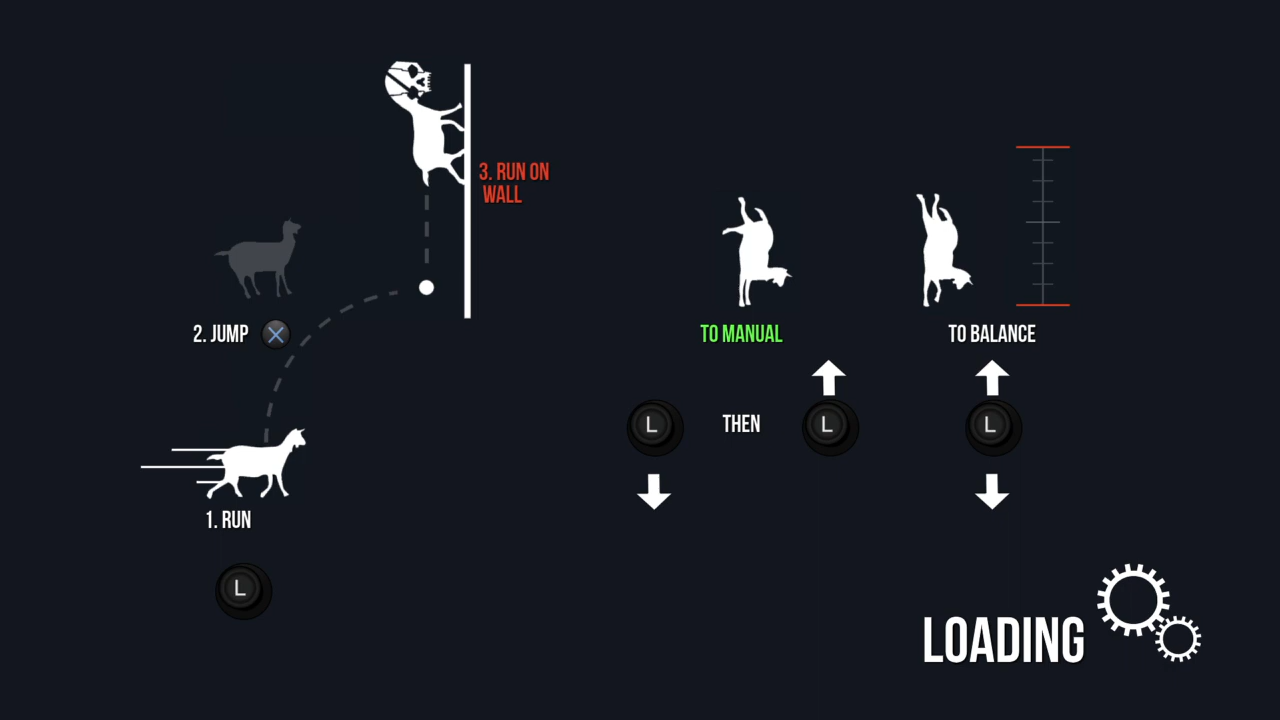 3. RUN ON
WALL
2. JUMP
1. RUN
L
TO MANUAL
L
THEN
L
TO BALANCE
L
LOADING